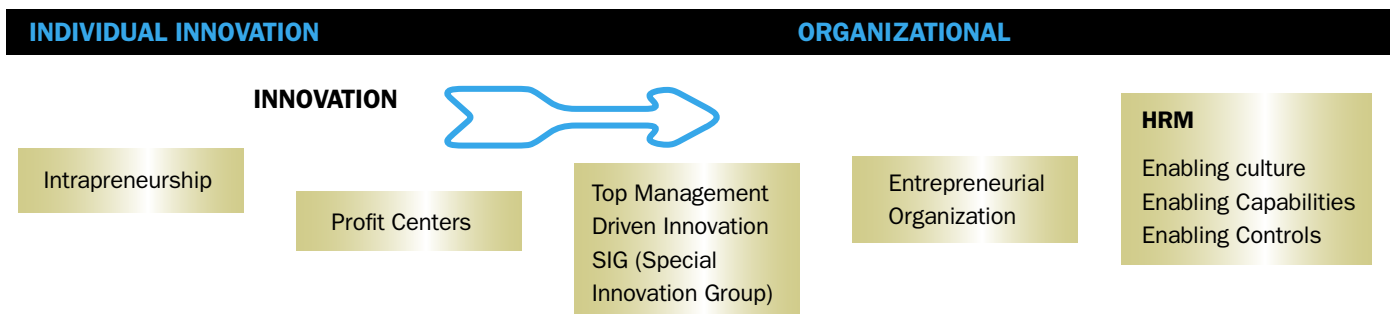 INDIVIDUAL INNOVATION
ORGANIZATIONAL
INNOVATION
Intrapreneurship
Profit Centers
Top Management
Driven Innovation
SIG (Special
Innovation Group)
Entrepreneurial
Organization
HRM
Enabling culture
Enabling Capabilities
Enabling Controls